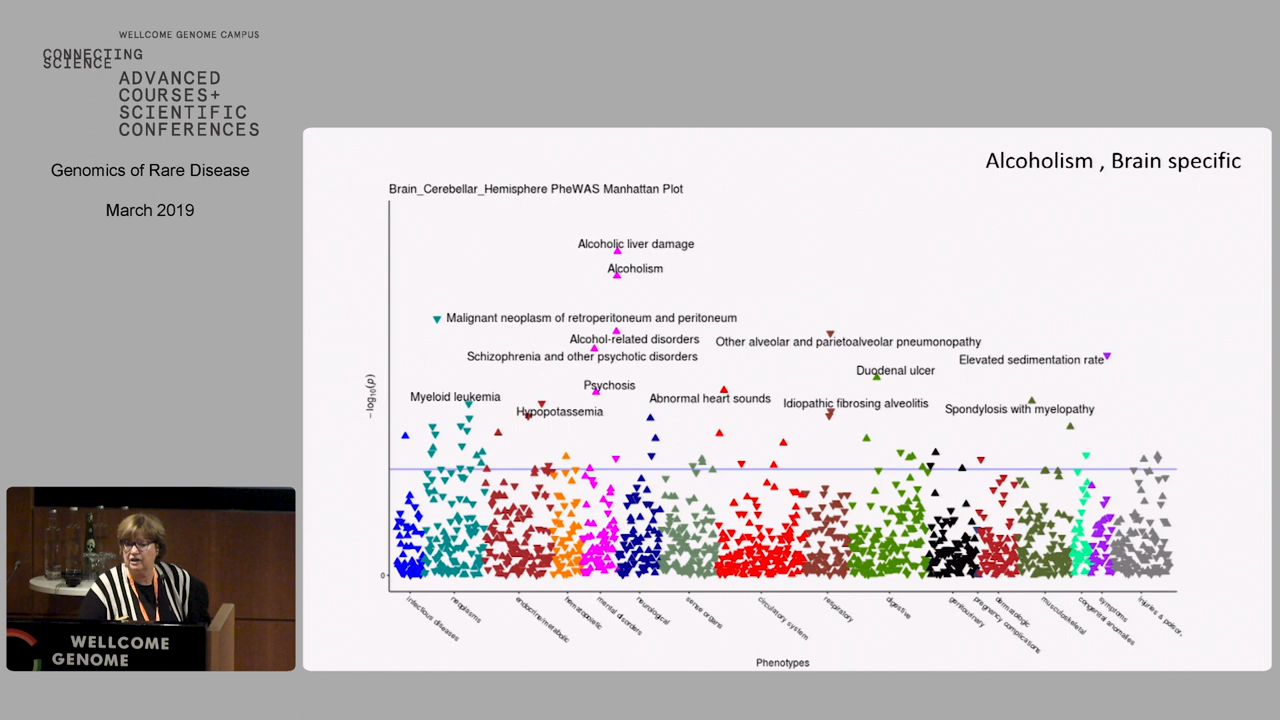 WELLCOME GENOME CAMPUS
CONNECTING
SCIENCE
ADVANCED
COURSES+
SCIENTIFIC
CONFERENCES
Genomics of Rare Disease
March 2019
Alcoholism , Brain specific
Brain_Cerebellar_Hemisphere PheWAS Manhattan Plot
Alcoholic liver damage
Alcoholism
Malignant neoplasm of retroperitoneum and peritoneum
Alcohol-related disorders
Other alveolar and parietoalveolar pneumonopathy
Schizophrenia and other psychotic disorders
Elevated sedimentation rate
Duodenal ulcer
Psychosis
Myeloid leukemia
Abnormal heart sounds
Idiopathic fibrosing alveolitis
Hypopotassemia
Spondylosis with myelopathy
−log10(p)
0
infectious diseases
neoplasms
endocrine/metabolic
hematopoietic
mental disorders
neurological
sense organs
circulatory system
respiratory
digestive
genitourinary
pregnancy complications
dermatologic
musculoskeletal
congenital anomalies
symptoms
injuries & poison
Phenotypes
WELLCOME
GENOME